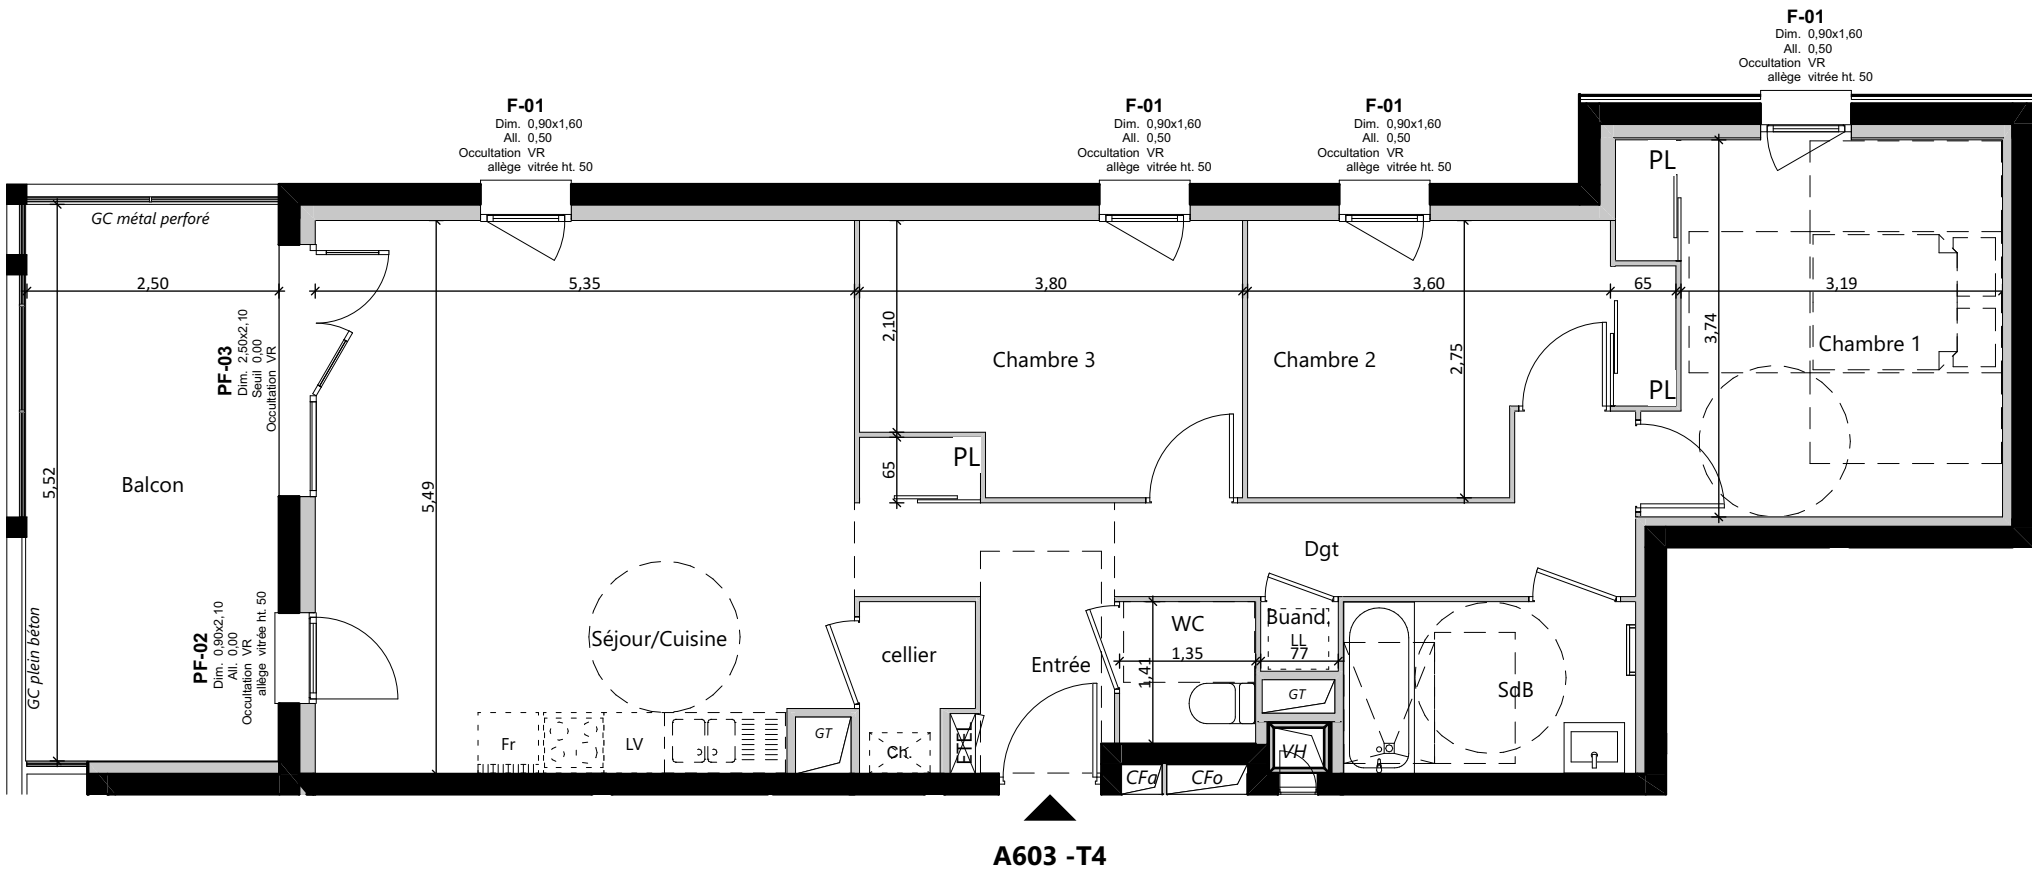 F-01
Dim. 0,90x1,60
All. 0,50
Occultation VR
allège vitrée ht. 50
F-01
Dim. 0,90x1,60
All. 0,50
Occultation VR
allège vitrée ht. 50
F-01
Dim. 0,90x1,60
All. 0,50
Occultation VR
allège vitrée ht. 50
F-01
Dim. 0,90x1,60
All. 0,50
Occultation VR
allège vitrée ht. 50
GC métal perforé
PL
2,50
5,35
3,80
3,60
65
3,19
2,10
2,75
3,74
PF-03
Dim. 2,50x2,10
Seuil 0,00
Occultation VR
Chambre 3
Chambre 2
Chambre 1
PL
PL
65
5,52
Balcon
5,49
Dgt
PF-02
Dim. 0,90x2,10
All. 0,00
Occultation VR
allège vitrée ht. 50
GC plein béton
Séjour/Cuisine
cellier
Entrée
WC
1,35
1,41
Buand.
LL
77
GT
SdB
Fr
LV
GT
Ch.
VH
CFa
CFo
A603 -T4